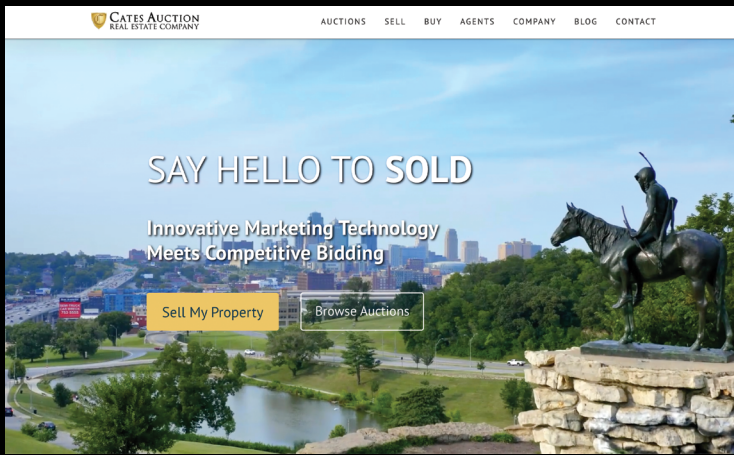 CATES AUCTION
REAL ESTATE COMPANY
AUCTIONS SELL BUY AGENTS COMPANY BLOG CONTACT
SAY HELLO TO SOLD
Innovative Marketing Technology
Meets Competitive Bidding
Sell My Property
Browse Auctions